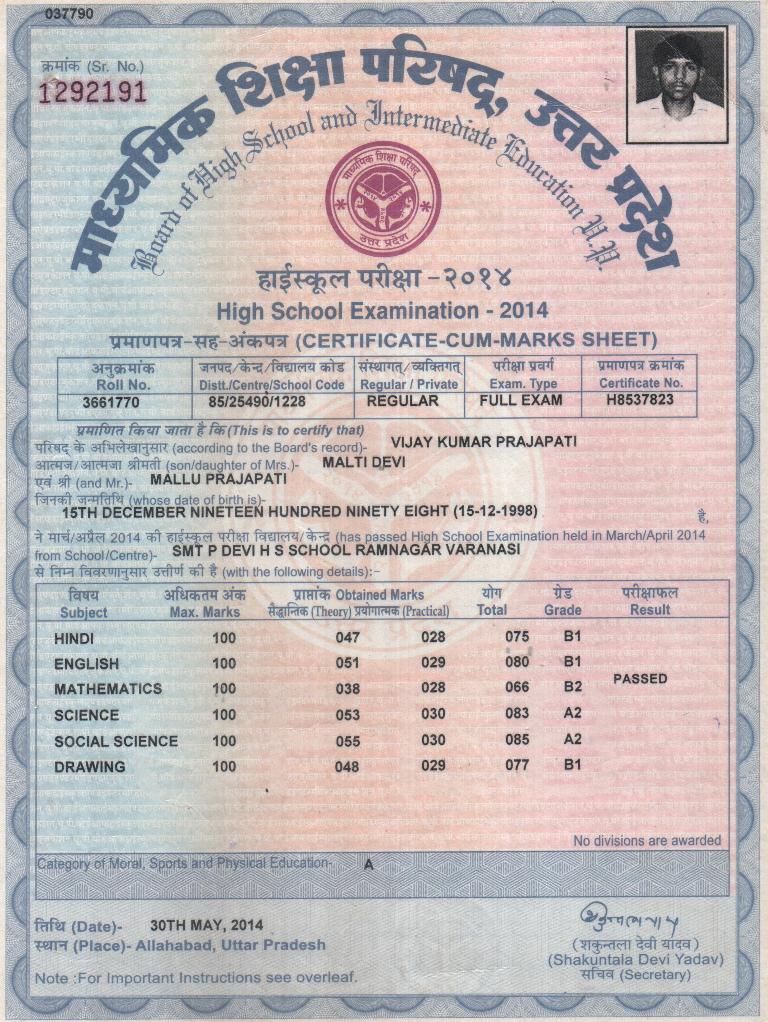 037790
क्रमांक (Sr. No.)
1292191
माध्यमिक शिक्षा परिषद्, उत्तर प्रदेश
Board of High School and Intermediate Education U.P.
माध्यमिक शिक्षा परिषद्
उत्तर प्रदेश
हाईस्कूल परीक्षा - २०१४
High School Examination - 2014
प्रमाणपत्र-सह-अंकपत्र (CERTIFICATE-CUM-MARKS SHEET)
अनुक्रमांक जनपद/केन्द्र/विद्यालय कोड संस्थागत्/व्यक्तिगत् परीक्षा प्रवर्ग प्रमाणपत्र क्रमांक
Roll No. Distt./Centre/School Code Regular / Private Exam. Type Certificate No.
3661770 85/25490/1228 REGULAR FULL EXAM H8537823
प्रमाणित किया जाता है कि (This is to certify that)
परिषद् के अभिलेखानुसार (according to the Board's record)- VIJAY KUMAR PRAJAPATI
आत्मज/आत्मजा श्रीमती (son/daughter of Mrs.)- MALTI DEVI
एवं श्री (and Mr.)- MALLU PRAJAPATI
जिनकी जन्मतिथि (whose date of birth is)-
15TH DECEMBER NINETEEN HUNDRED NINETY EIGHT (15-12-1998) है,
ने मार्च/अप्रैल 2014 की हाईस्कूल परीक्षा विद्यालय/केन्द्र (has passed High School Examination held in March/April 2014
from School/Centre)- SMT P DEVI H S SCHOOL RAMNAGAR VARANASI
से निम्न विवरणानुसार उत्तीर्ण की है (with the following details):-
विषय अधिकतम अंक प्राप्तांक Obtained Marks योग ग्रेड परीक्षाफल
Subject Max. Marks सैद्धान्तिक (Theory) प्रयोगात्मक (Practical) Total Grade Result
HINDI 100 047 028 075 B1
ENGLISH 100 051 029 080 B1
MATHEMATICS 100 038 028 066 B2 PASSED
SCIENCE 100 053 030 083 A2
SOCIAL SCIENCE 100 055 030 085 A2
DRAWING 100 048 029 077 B1
No divisions are awarded
Category of Moral, Sports and Physical Education-. A
तिथि (Date)- 30TH MAY, 2014
स्थान (Place)- Allahabad, Uttar Pradesh
(शकुन्तला देवी यादव)
(Shakuntala Devi Yadav)
सचिव (Secretary)
Note :For Important Instructions see overleaf.